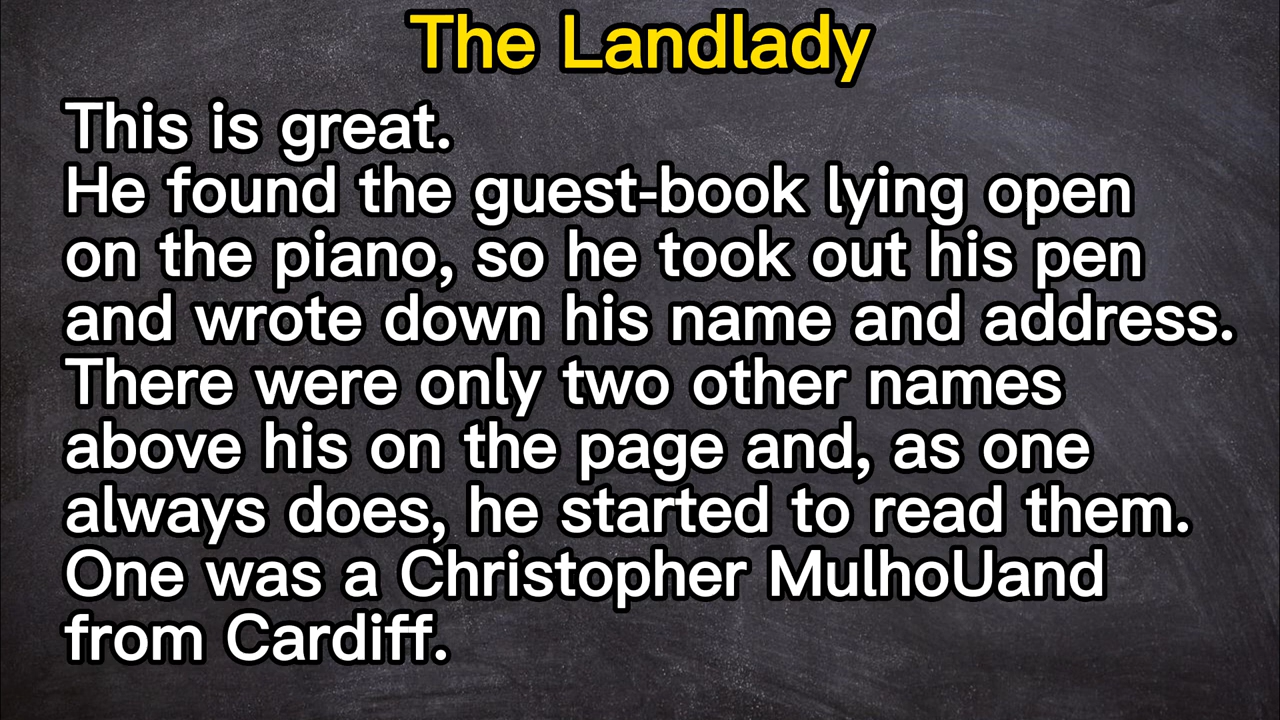 The Landlady
This is great.
He found the guest-book lying open
on the piano, so he took out his pen
and wrote down his name and address.
There were only two other names
above his on the page and, as one
always does, he started to read them.
One was a Christopher MulhoUand
from Cardiff.